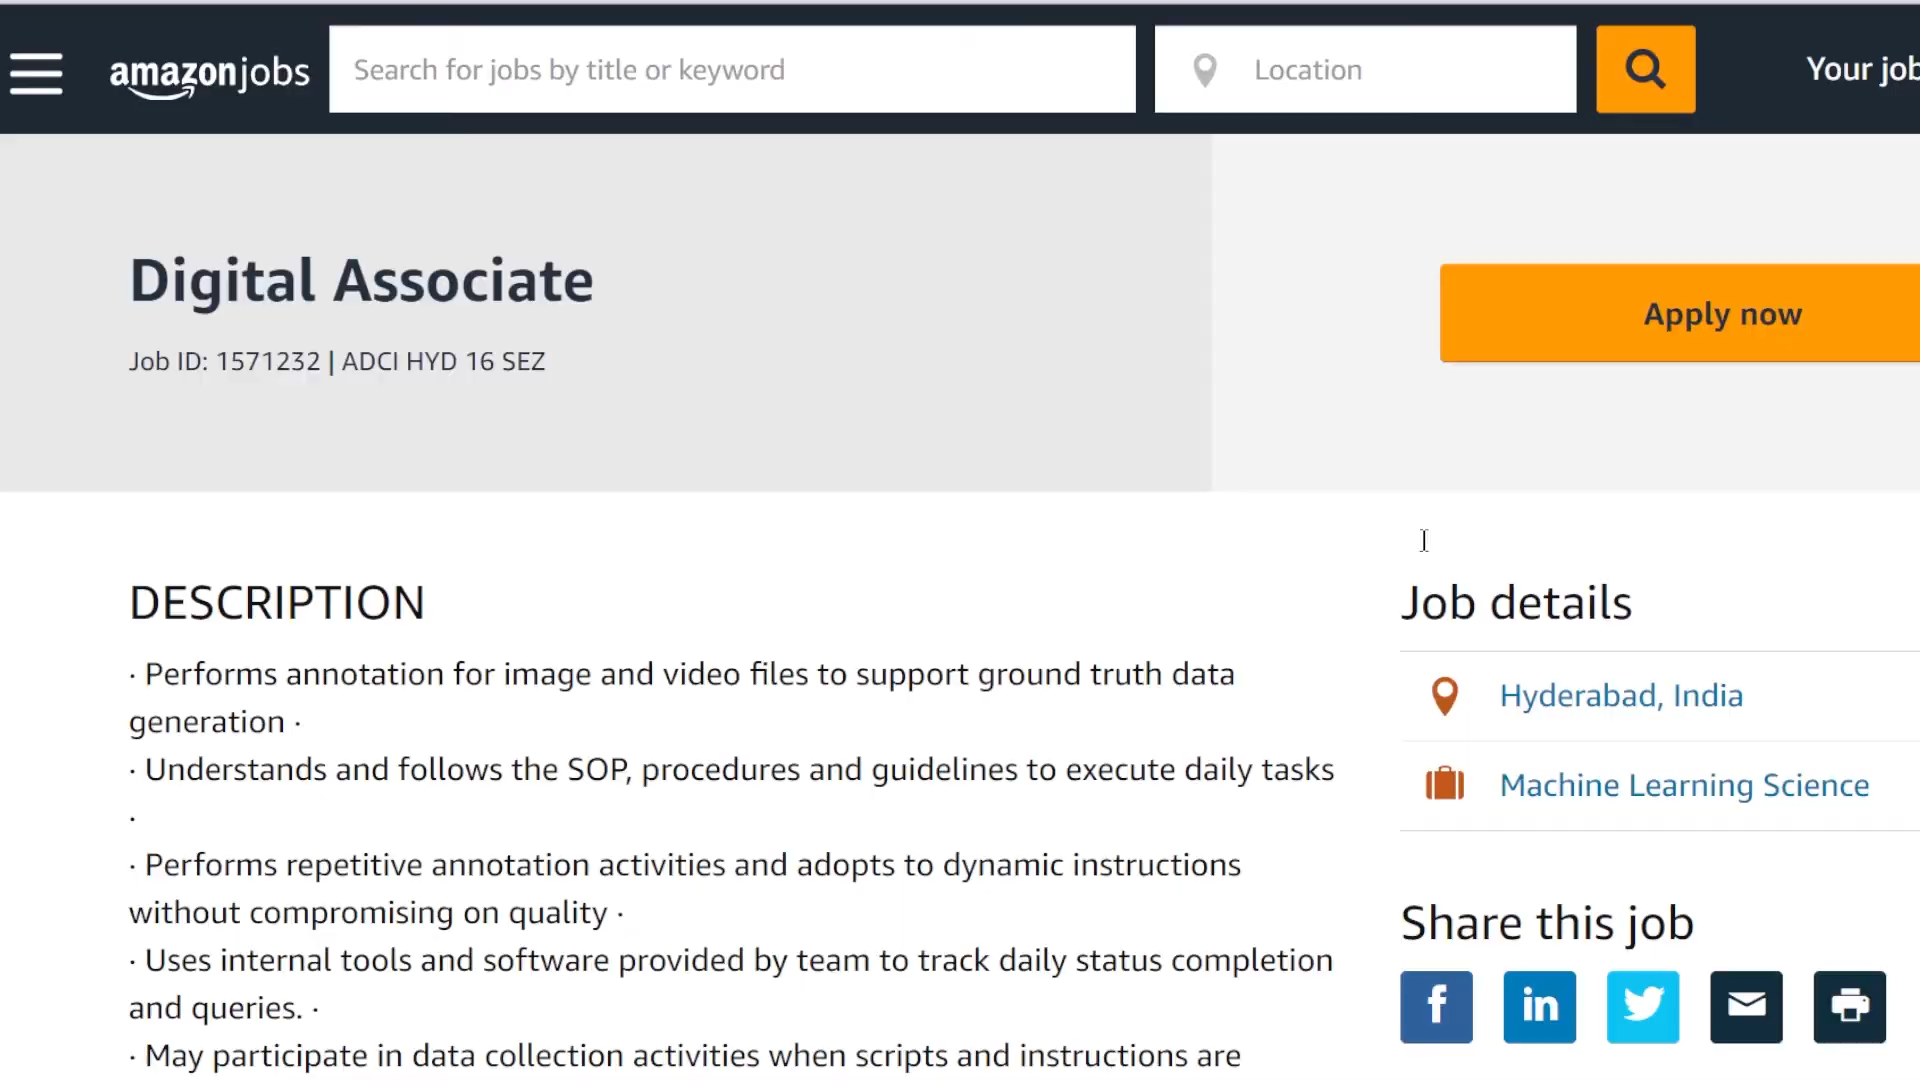 amazonjobs
Search for jobs by title or keyword
Location
Your job
Digital Associate
Job ID: 1571232 | ADCI HYD 16 SEZ
Apply now
DESCRIPTION
· Performs annotation for image and video files to support ground truth data
generation ·
· Understands and follows the SOP, procedures and guidelines to execute daily tasks
·
· Performs repetitive annotation activities and adopts to dynamic instructions
without compromising on quality ·
· Uses internal tools and software provided by team to track daily status completion
and queries. ·
· May participate in data collection activities when scripts and instructions are
Job details
Hyderabad, India
Machine Learning Science
Share this job
f
in